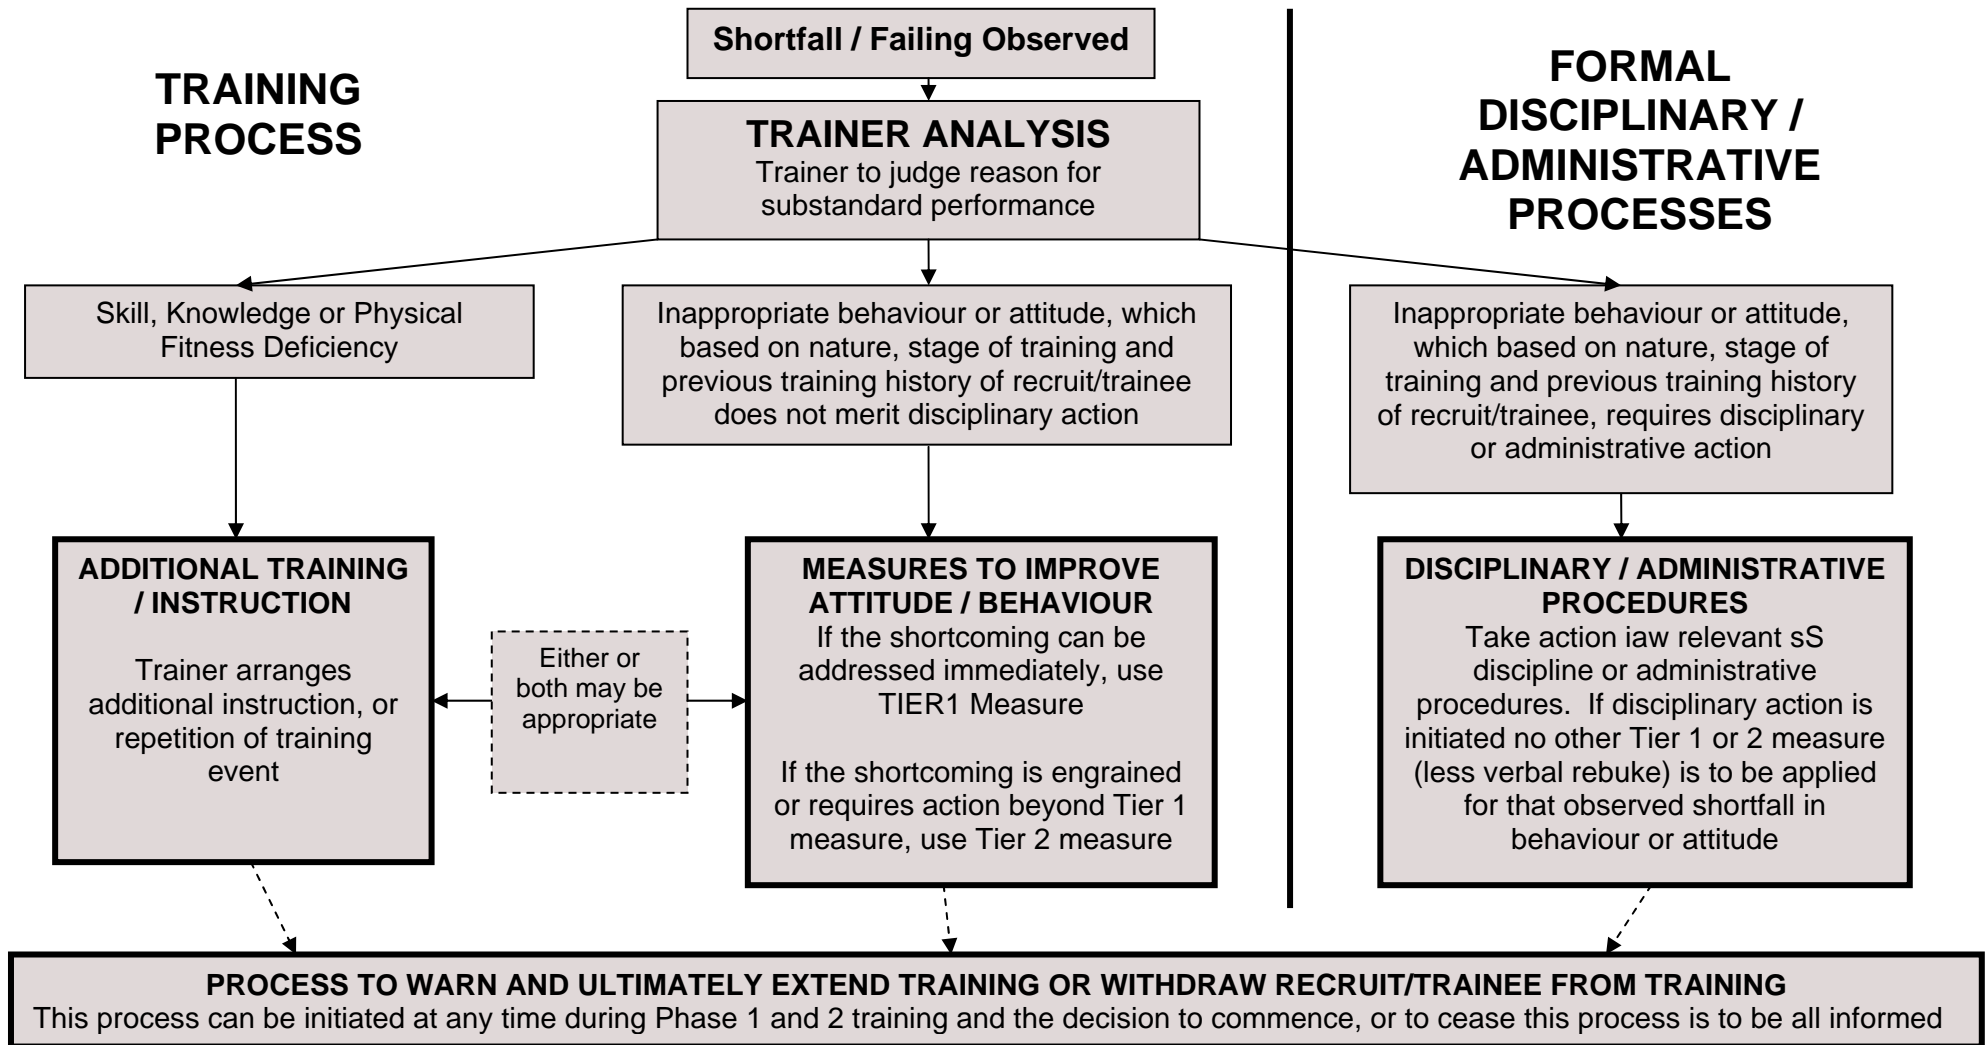 Shortfall / Failing Observed
TRAINING
PROCESS
FORMAL
DISCIPLINARY /
ADMINISTRATIVE
PROCESSES
TRAINER ANALYSIS
Trainer to judge reason for
substandard performance
Skill, Knowledge or Physical
Fitness Deficiency
Inappropriate behaviour or attitude, which
based on nature, stage of training and
previous training history of recruit/trainee
does not merit disciplinary action
Inappropriate behaviour or attitude,
which based on nature, stage of
training and previous training history
of recruit/trainee, requires disciplinary
or administrative action
ADDITIONAL TRAINING
/ INSTRUCTION
Trainer arranges
additional instruction, or
repetition of training
event
Either or
both may be
appropriate
MEASURES TO IMPROVE
ATTITUDE / BEHAVIOUR
If the shortcoming can be
addressed immediately, use
TIER1 Measure
If the shortcoming is engrained
or requires action beyond Tier 1
measure, use Tier 2 measure
DISCIPLINARY / ADMINISTRATIVE
PROCEDURES
Take action iaw relevant sS
discipline or administrative
procedures.  If disciplinary action is
initiated no other Tier 1 or 2 measure
(less verbal rebuke) is to be applied
for that observed shortfall in
behaviour or attitude
PROCESS TO WARN AND ULTIMATELY EXTEND TRAINING OR WITHDRAW RECRUIT/TRAINEE FROM TRAINING
This process can be initiated at any time during Phase 1 and 2 training and the decision to commence, or to cease this process is to be all informed